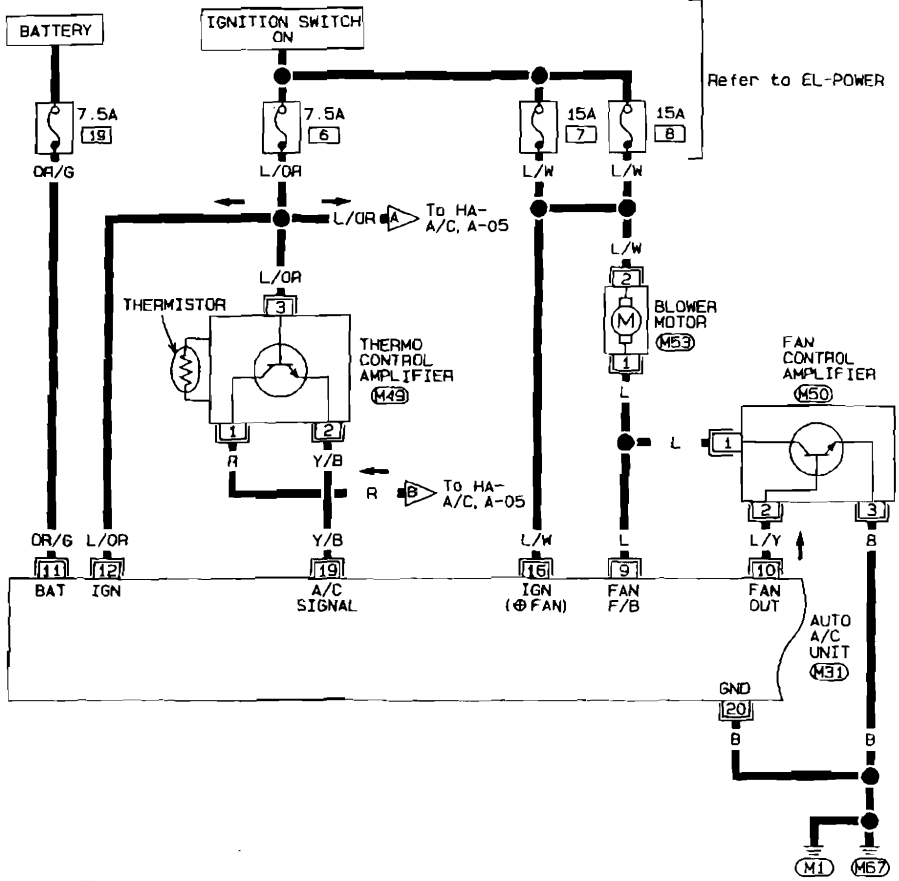 BATTERY
IGNITION SWITCH
ON
Refer to EL-POWER
7.5A
19
7.5A
6
15A
7
15A
8
OR/G
L/OR
L/W
L/W
L/OR
A
To HA-
A/C, A-05
L/OR
L/W
3
2
THERMISTOR
THERMO
CONTROL
AMPLIFIER
M49
M
BLOWER
MOTOR
M53
1
FAN
CONTROL
AMPLIFIER
M50
1
2
L
L
1
R
Y/B
R
B
To HA-
A/C, A-05
2
3
OR/G
L/OR
Y/B
L/W
L
L/Y
B
11
12
19
16
9
10
BAT
IGN
A/C
SIGNAL
IGN
(⊕FAN)
FAN
F/B
FAN
OUT
AUTO
A/C
UNIT
M31
GND
20
B
B
M1
M67